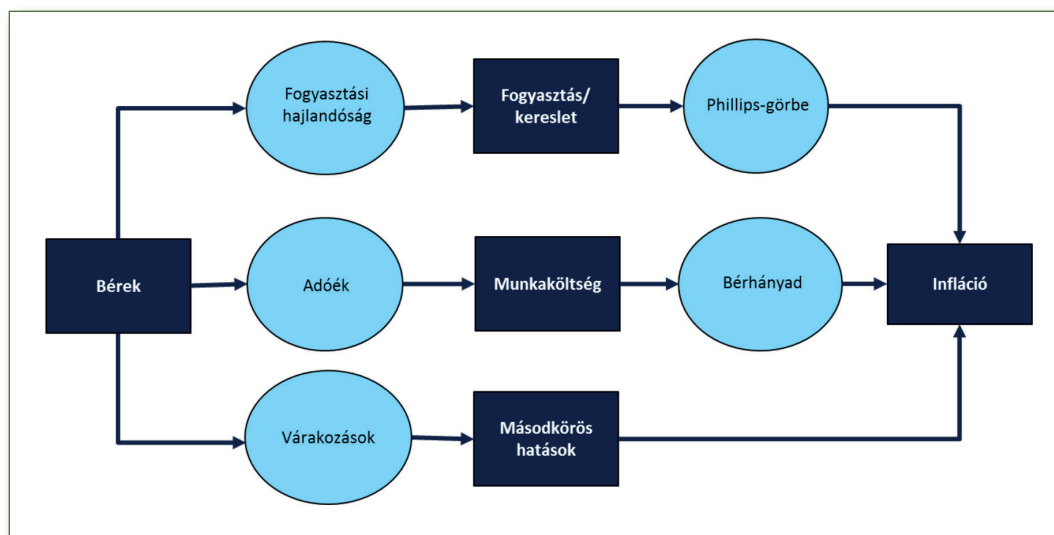 Fogyasztási
hajlandóság
Fogyasztás/
kereslet
Phillips-görbe
Bérek
Adóék
Munkaköltség
Bérhányad
Infláció
Várakozások
Másodkörös
hatások